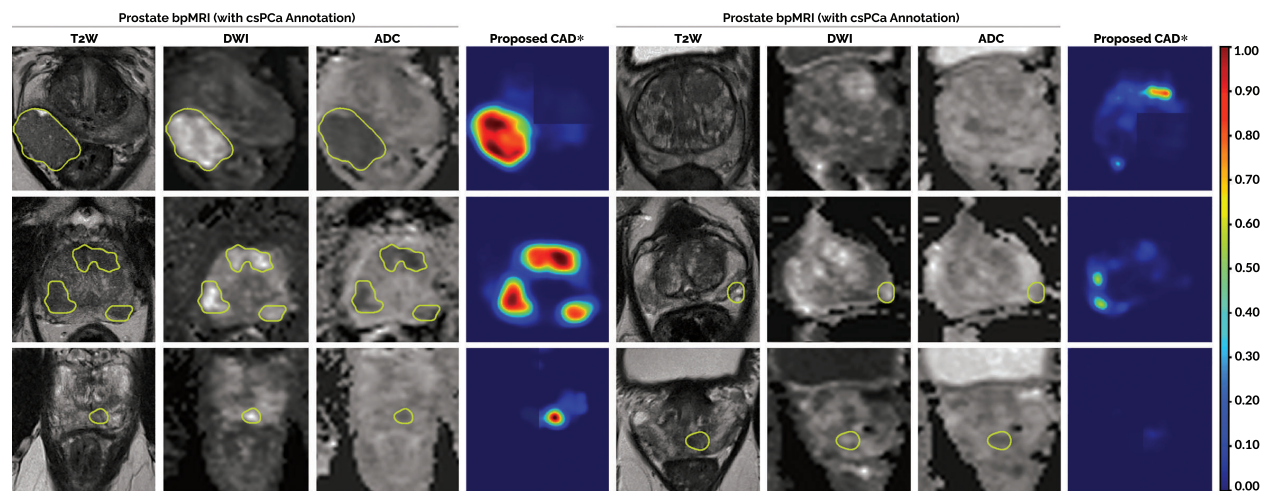 Prostate bpMRI (with csPCa Annotation)
T2W DWI ADC Proposed CAD*
Prostate bpMRI (with csPCa Annotation)
T2W DWI ADC Proposed CAD*
1.00
0.90
0.80
0.70
0.60
0.50
0.40
0.30
0.20
0.10
0.00